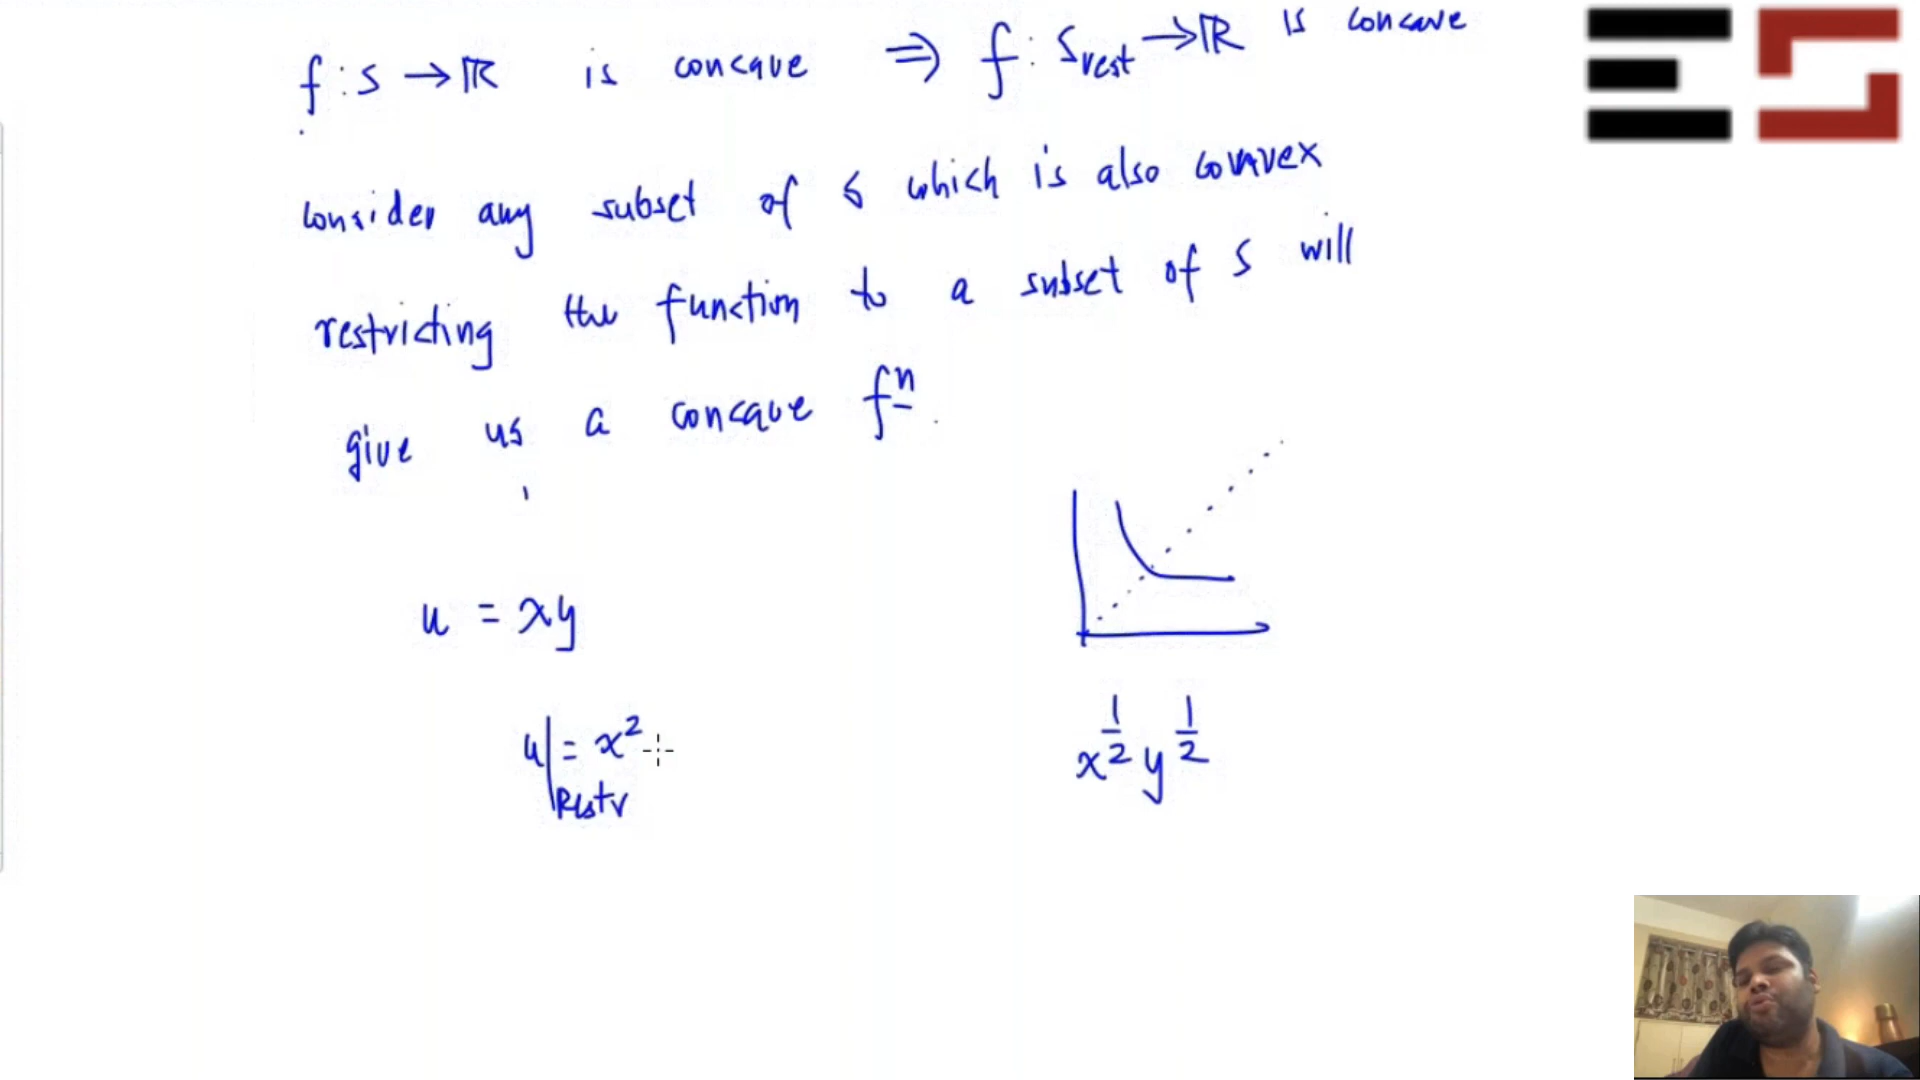 f : S → ℝ is concave ⇒ f : S_rest → ℝ is concave
consider any subset of S which is also convex
restricting the function to a subset of S will
give us a concave fⁿ.
u = xy
u|_Restr = x²
x^{1/2} y^{1/2}
ES